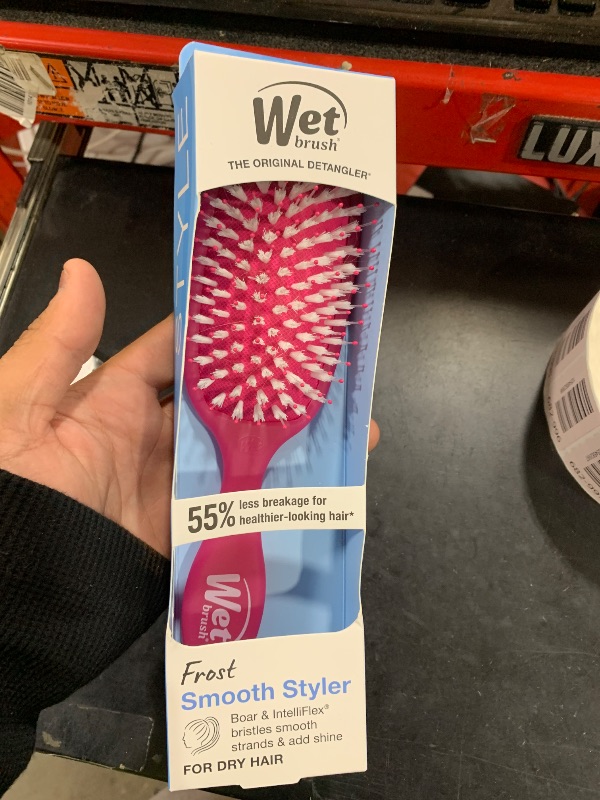 Wet
brush®
THE ORIGINAL DETANGLER®
STYLE
55% less breakage for
healthier-looking hair*
Wet
brush®
Frost
Smooth Styler
Boar & IntelliFlex®
bristles smooth
strands & add shine
FOR DRY HAIR
LUX